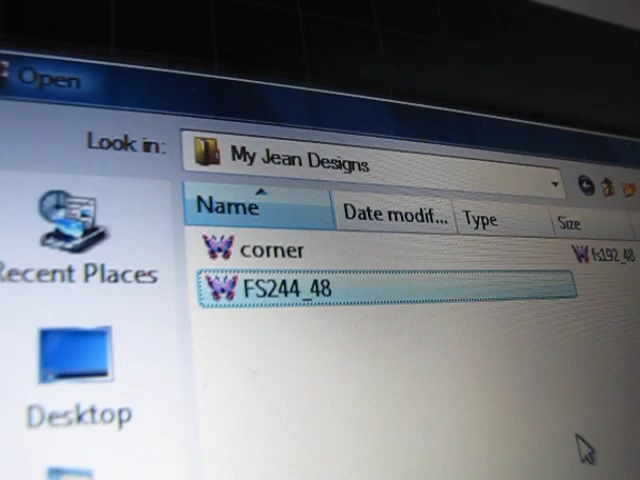 Open
Look in: My Jean Designs
Name Date modif... Type Size
corner fs192_48
FS244_48
Recent Places
Desktop